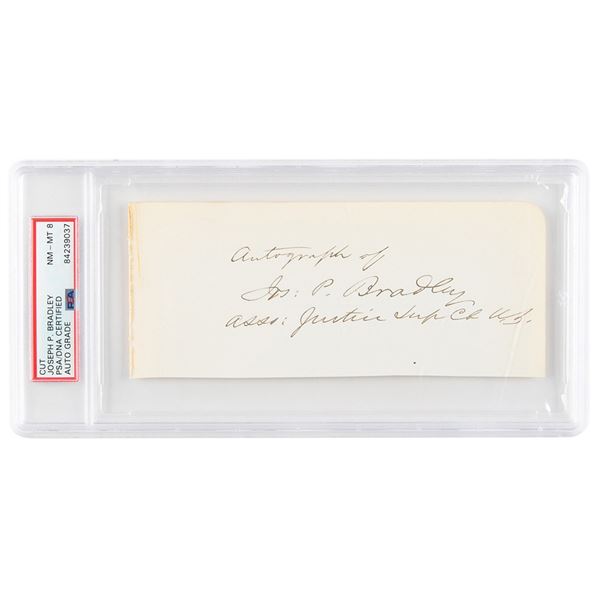 CUT
JOSEPH P. BRADLEY
PSA/DNA CERTIFIED
AUTO GRADE
NM-MT 8
84239037
PSA
Autograph of
Jos: P. Bradley
Asso: Justice Sup Ct U.S.